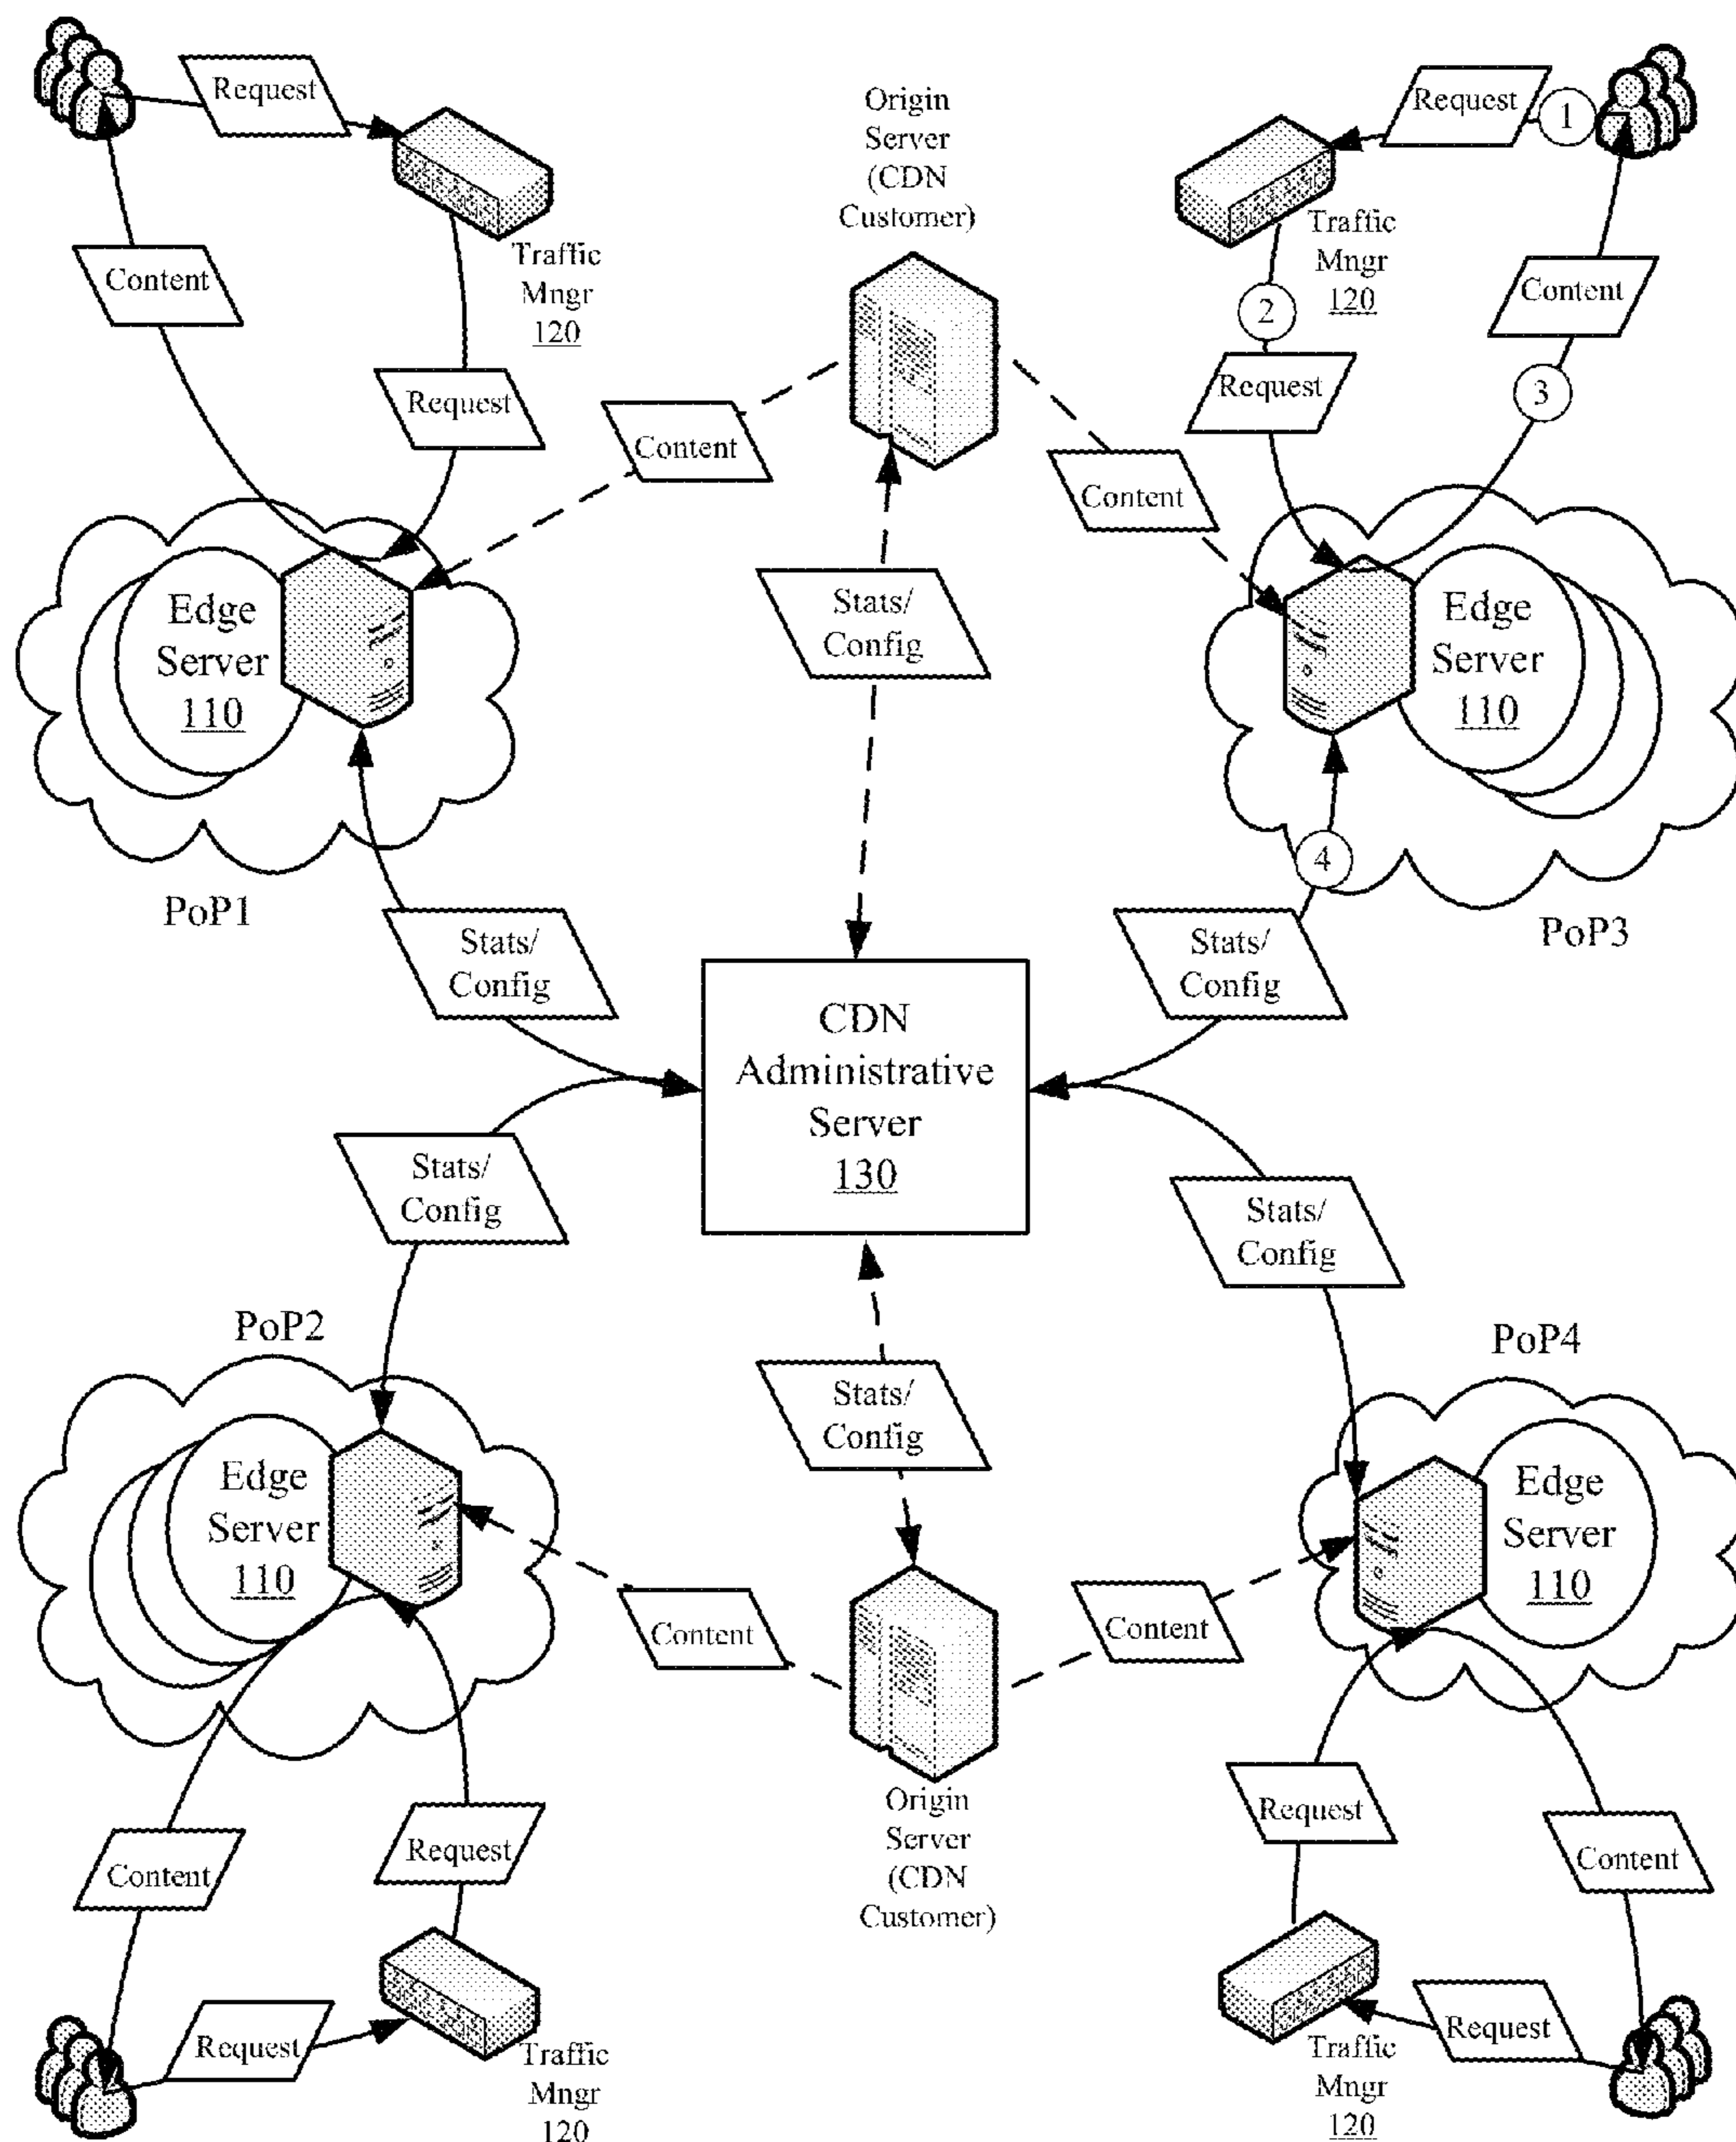 Request
Traffic
Mngr
120
Content
Request
Origin
Server
(CDN
Customer)
Request
1
Traffic
Mngr
120
2
Content
Request
3
Content
Content
Stats/
Config
Edge
Server
110
PoP1
Edge
Server
110
4
PoP3
Stats/
Config
Stats/
Config
CDN
Administrative
Server
130
Stats/
Config
Stats/
Config
PoP2
PoP4
Stats/
Config
Edge
Server
110
Edge
Server
110
Content
Content
Origin
Server
(CDN
Customer)
Content
Request
Request
Content
Request
Traffic
Mngr
120
Request
Traffic
Mngr
120